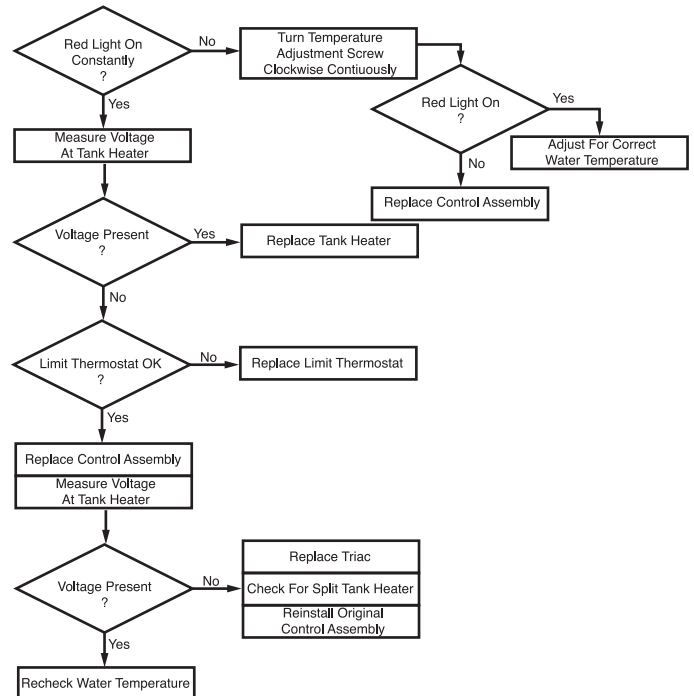 Red Light On
Constantly
?
No
Turn Temperature
Adjustment Screw
Clockwise Contiuously
Red Light On
?
Yes
Adjust For Correct
Water Temperature
No
Replace Control Assembly
Yes
Measure Voltage
At Tank Heater
Voltage Present
?
Yes
Replace Tank Heater
No
Limit Thermostat OK
?
No
Replace Limit Thermostat
Yes
Replace Control Assembly
Measure Voltage
At Tank Heater
Voltage Present
?
No
Replace Triac
Check For Split Tank Heater
Reinstall Original
Control Assembly
Yes
Recheck Water Temperature